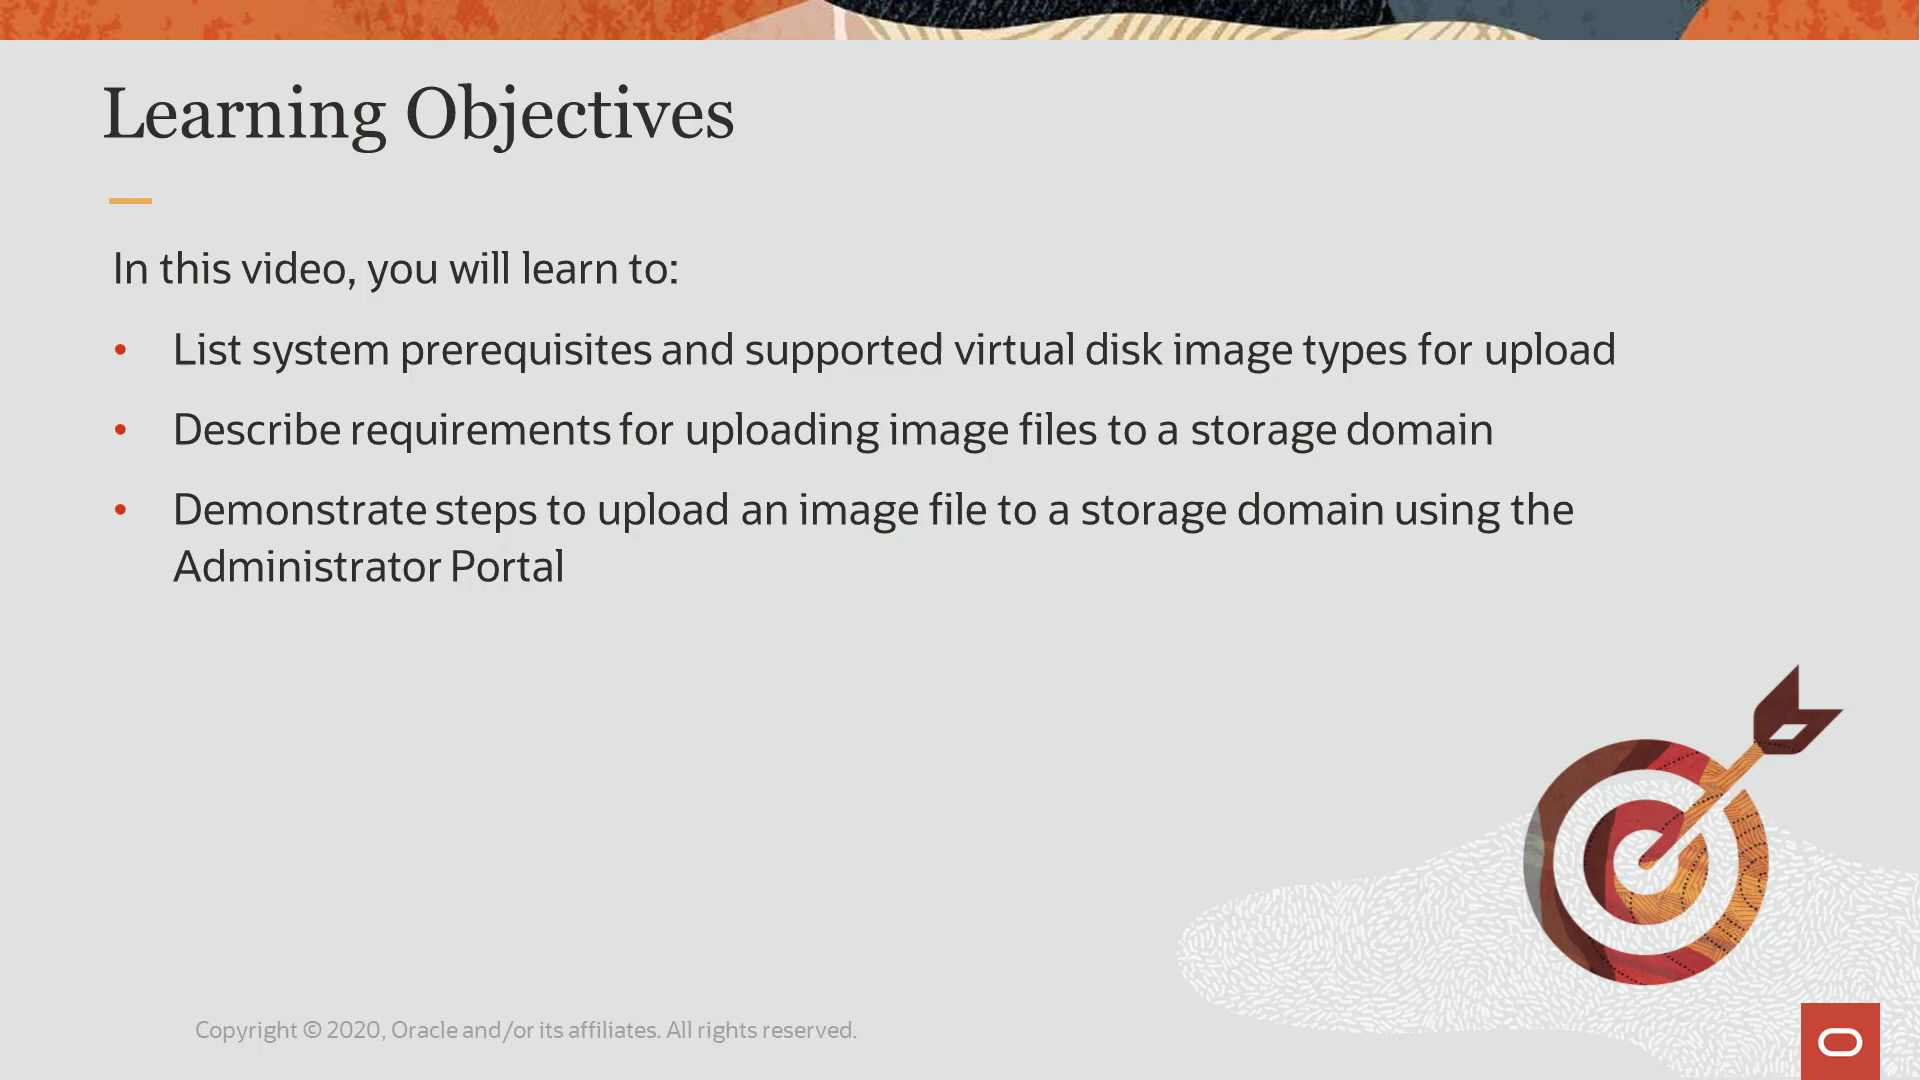 Learning Objectives
In this video, you will learn to:
• List system prerequisites and supported virtual disk image types for upload
• Describe requirements for uploading image files to a storage domain
• Demonstrate steps to upload an image file to a storage domain using the
Administrator Portal
Copyright © 2020, Oracle and/or its affiliates. All rights reserved.